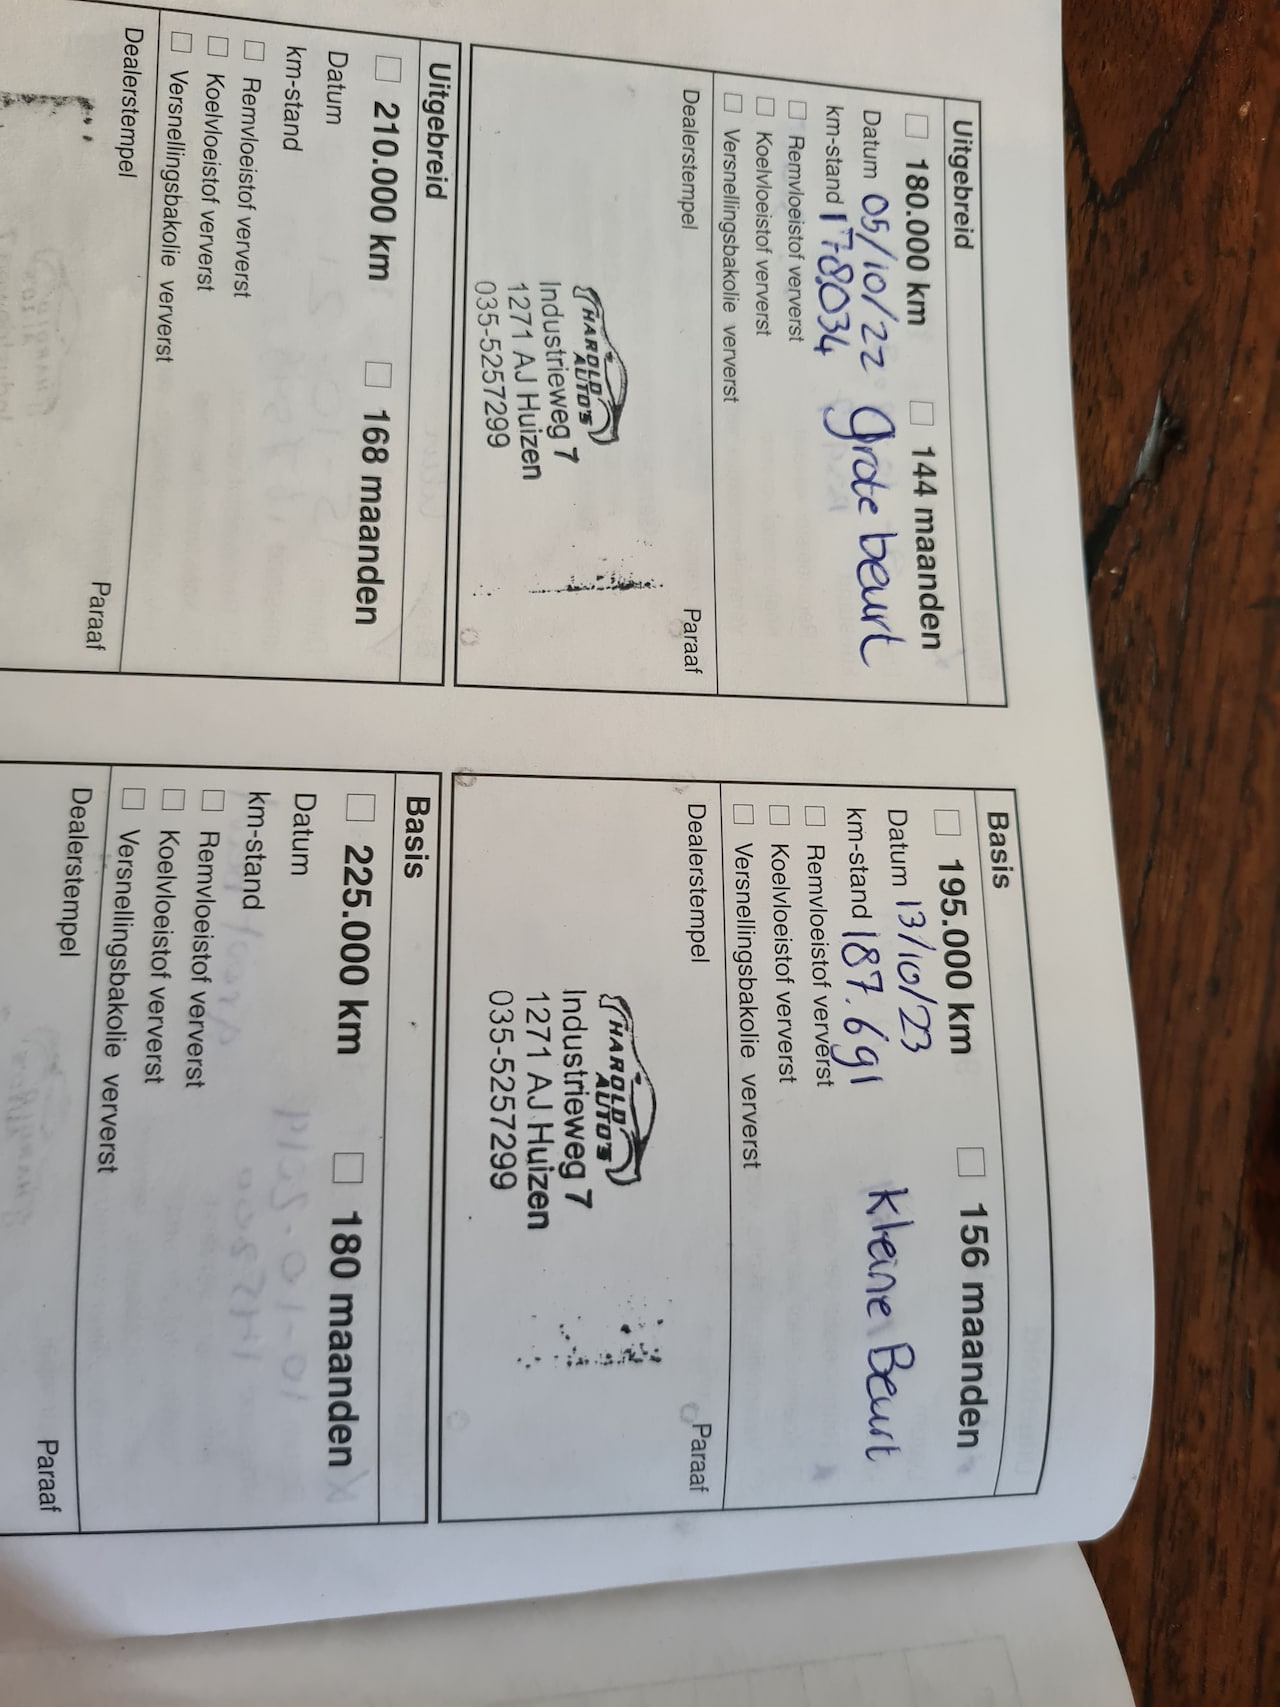 Uitgebreid
180.000 km 144 maanden
Datum 05/10/22 Grote beurt
km-stand 178.034
Remvloeistof ververst
Koelvloeistof ververst
Versnellingsbakolie ververst
Dealerstempel Paraaf
HAROLD
AUTO'S
Industrieweg 7
1271 AJ Huizen
035-5257299
Uitgebreid
210.000 km 168 maanden
Datum
km-stand
Remvloeistof ververst
Koelvloeistof ververst
Versnellingsbakolie ververst
Dealerstempel Paraaf
Basis
195.000 km 156 maanden
Datum 13/10/23 Kleine Beurt
km-stand 187.691
Remvloeistof ververst
Koelvloeistof ververst
Versnellingsbakolie ververst
Dealerstempel Paraaf
HAROLD
AUTO'S
Industrieweg 7
1271 AJ Huizen
035-5257299
Basis
225.000 km 180 maanden
Datum
km-stand
Remvloeistof ververst
Koelvloeistof ververst
Versnellingsbakolie ververst
Dealerstempel Paraaf